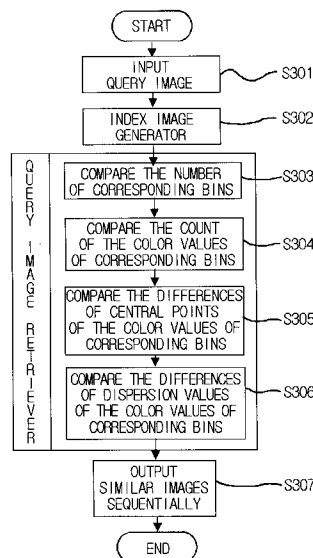 START
INPUT
QUERY IMAGE
S301
INDEX IMAGE
GENERATOR
S302
QUERY IMAGE RETRIEVER
COMPARE THE NUMBER
OF CORRESPONDING BINS
S303
COMPARE THE COUNT
OF THE COLOR VALUES
OF CORRESPONDING BINS
S304
COMPARE THE DIFFERENCES
OF CENTRAL POINTS
OF THE COLOR VALUES OF
CORRESPONDING BINS
S305
COMPARE THE DIFFERENCES
OF DISPERSION VALUES
OF THE COLOR VALUES OF
CORRESPONDING BINS
S306
OUTPUT
SIMILAR IMAGES
SEQUENTIALLY
S307
END